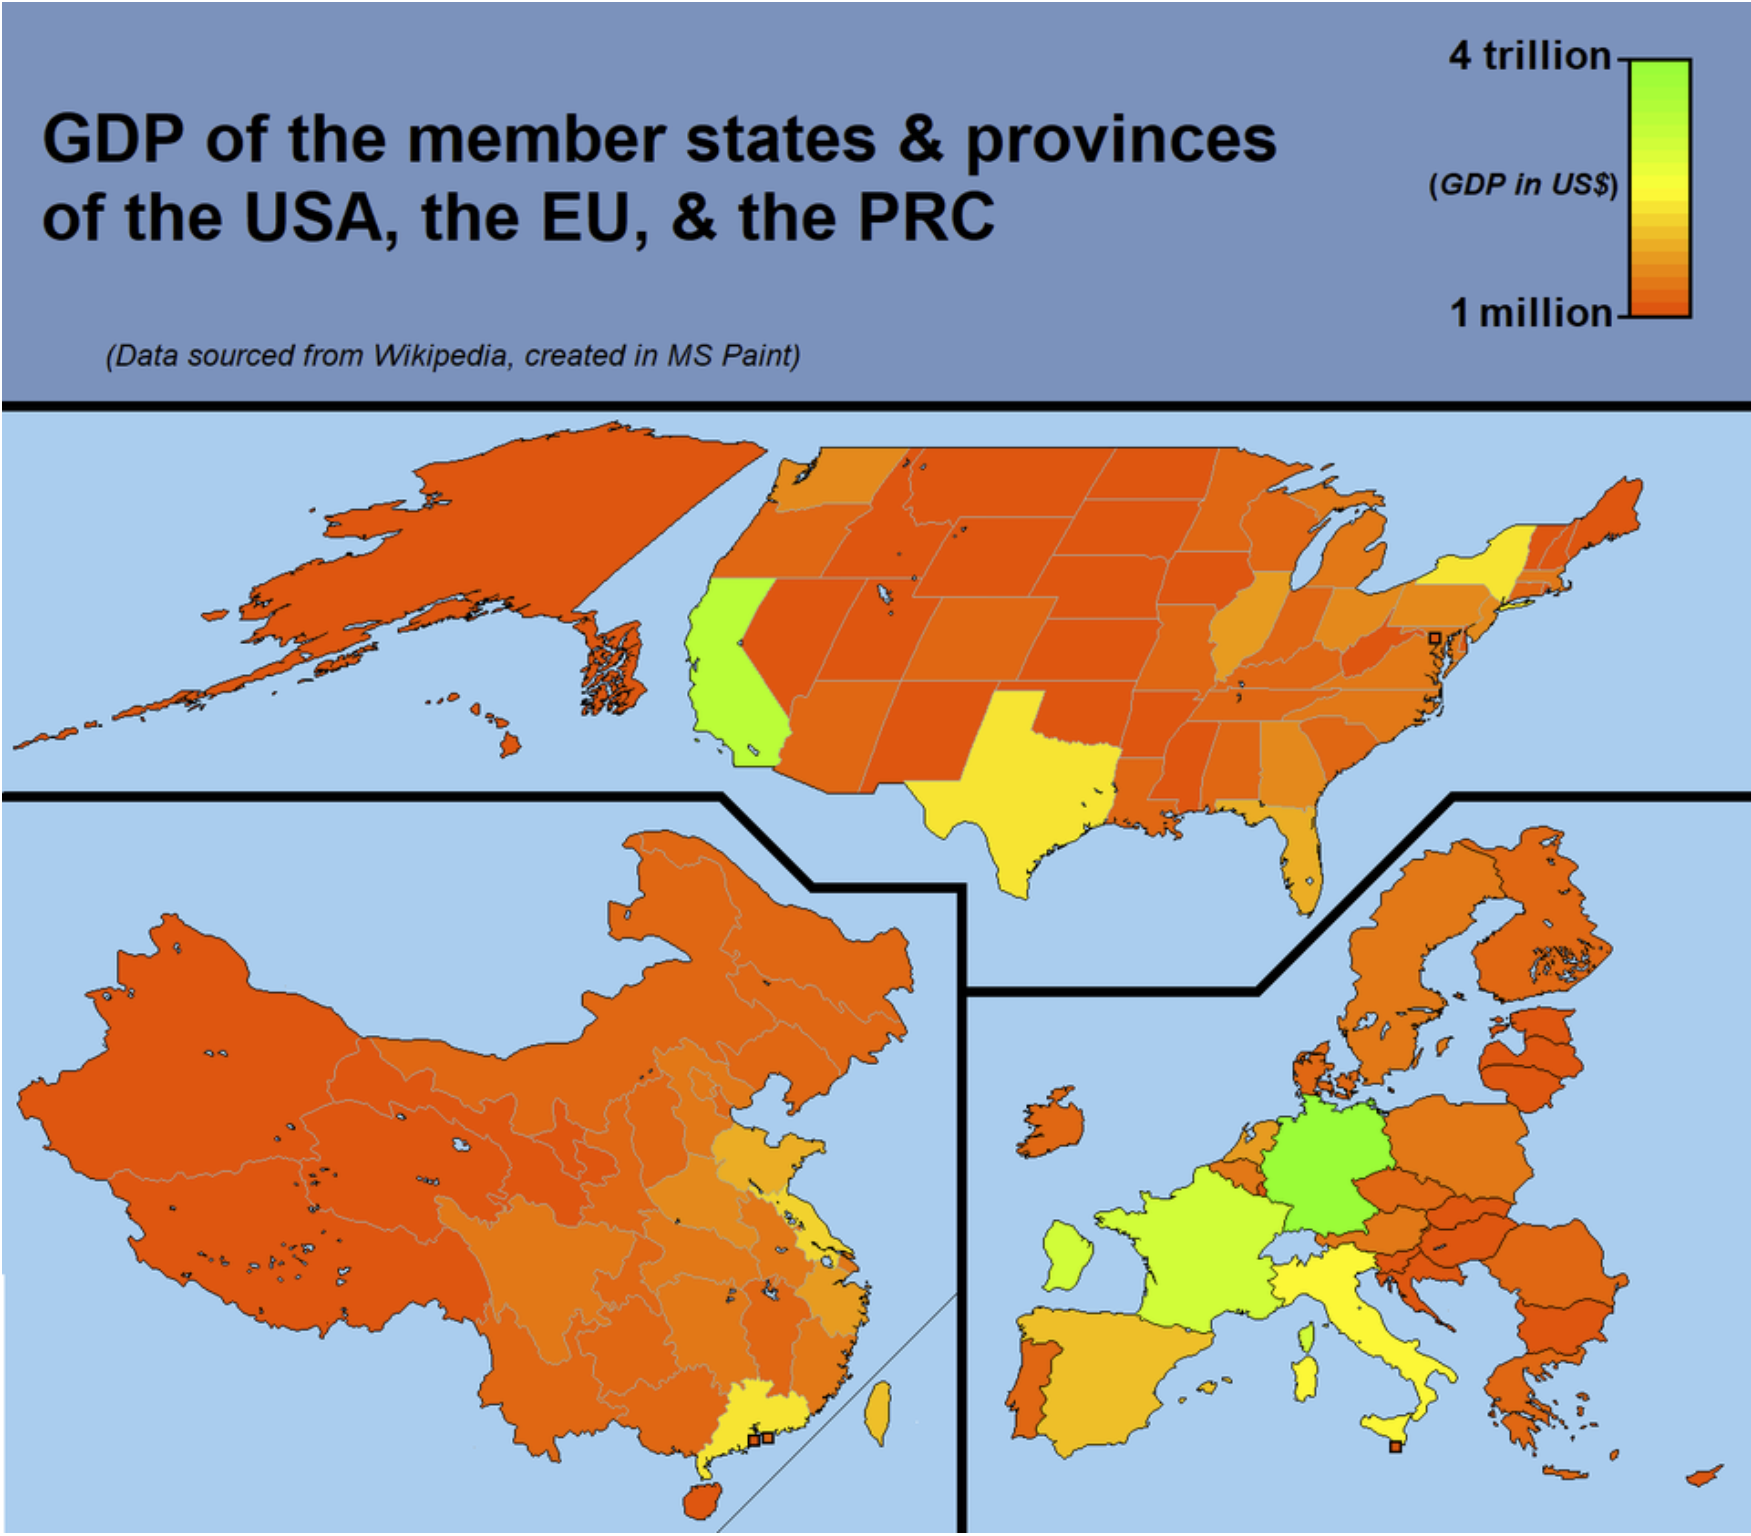 4 trillion
GDP of the member states & provinces
of the USA, the EU, & the PRC
(GDP in US$)
1 million
(Data sourced from Wikipedia, created in MS Paint)